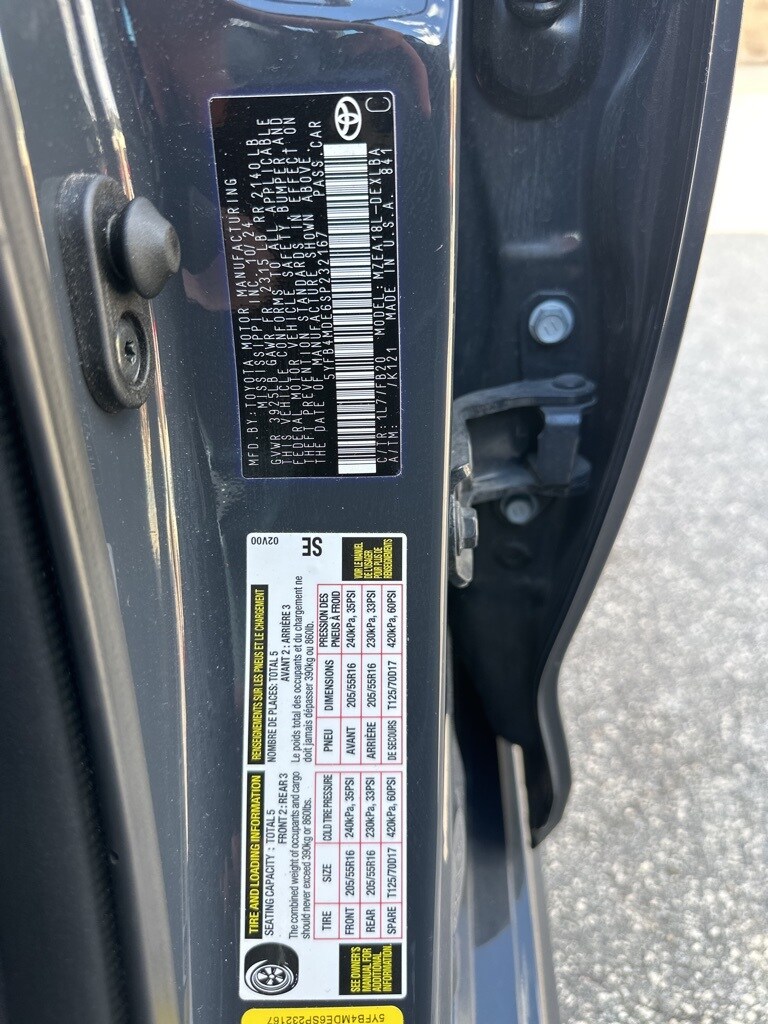 MFD.BY:TOYOTA MOTOR MANUFACTURING
MISSISSIPPI INC. 10/24
GVWR 3925LB GAWR FR 2315LB RR 2140LB
THIS VEHICLE CONFORMS TO ALL APPLICABLE
FEDERAL MOTOR VEHICLE SAFETY, BUMPER AND
THEFT PREVENTION STANDARDS IN EFFECT ON
THE DATE OF MANUFACTURE SHOWN ABOVE.
5YFB4MDE6SP232167 PASS.CAR
C/TR: 1L7/FB20 MODEL: MZEA18L-DEXLBA
A/TM: /K121 MADE IN U.S.A. 841
C
TIRE AND LOADING INFORMATION
SEATING CAPACITY : TOTAL 5
FRONT 2 : REAR 3
The combined weight of occupants and cargo
should never exceed 390kg or 860lbs.
TIRE SIZE COLD TIRE PRESSURE
FRONT 205/55R16 240kPa, 35PSI
REAR 205/55R16 230kPa, 33PSI
SPARE T125/70D17 420kPa, 60PSI
SEE OWNER'S
MANUAL FOR
ADDITIONAL
INFORMATION.
RENSEIGNEMENTS SUR LES PNEUS ET LE CHARGEMENT
NOMBRE DE PLACES: TOTAL 5
AVANT 2 : ARRIÈRE 3
Le poids total des occupants et du chargement ne
doit jamais dépasser 390kg ou 860lb.
PNEU DIMENSIONS PRESSION DES
PNEUS À FROID
AVANT 205/55R16 240kPa, 35PSI
ARRIÈRE 205/55R16 230kPa, 33PSI
DE SECOURS T125/70D17 420kPa, 60PSI
02V00
SE
VOIR LE MANUEL
DE L'USAGER
POUR PLUS DE
RENSEIGNEMENTS
5YFB4MDE6SP232167